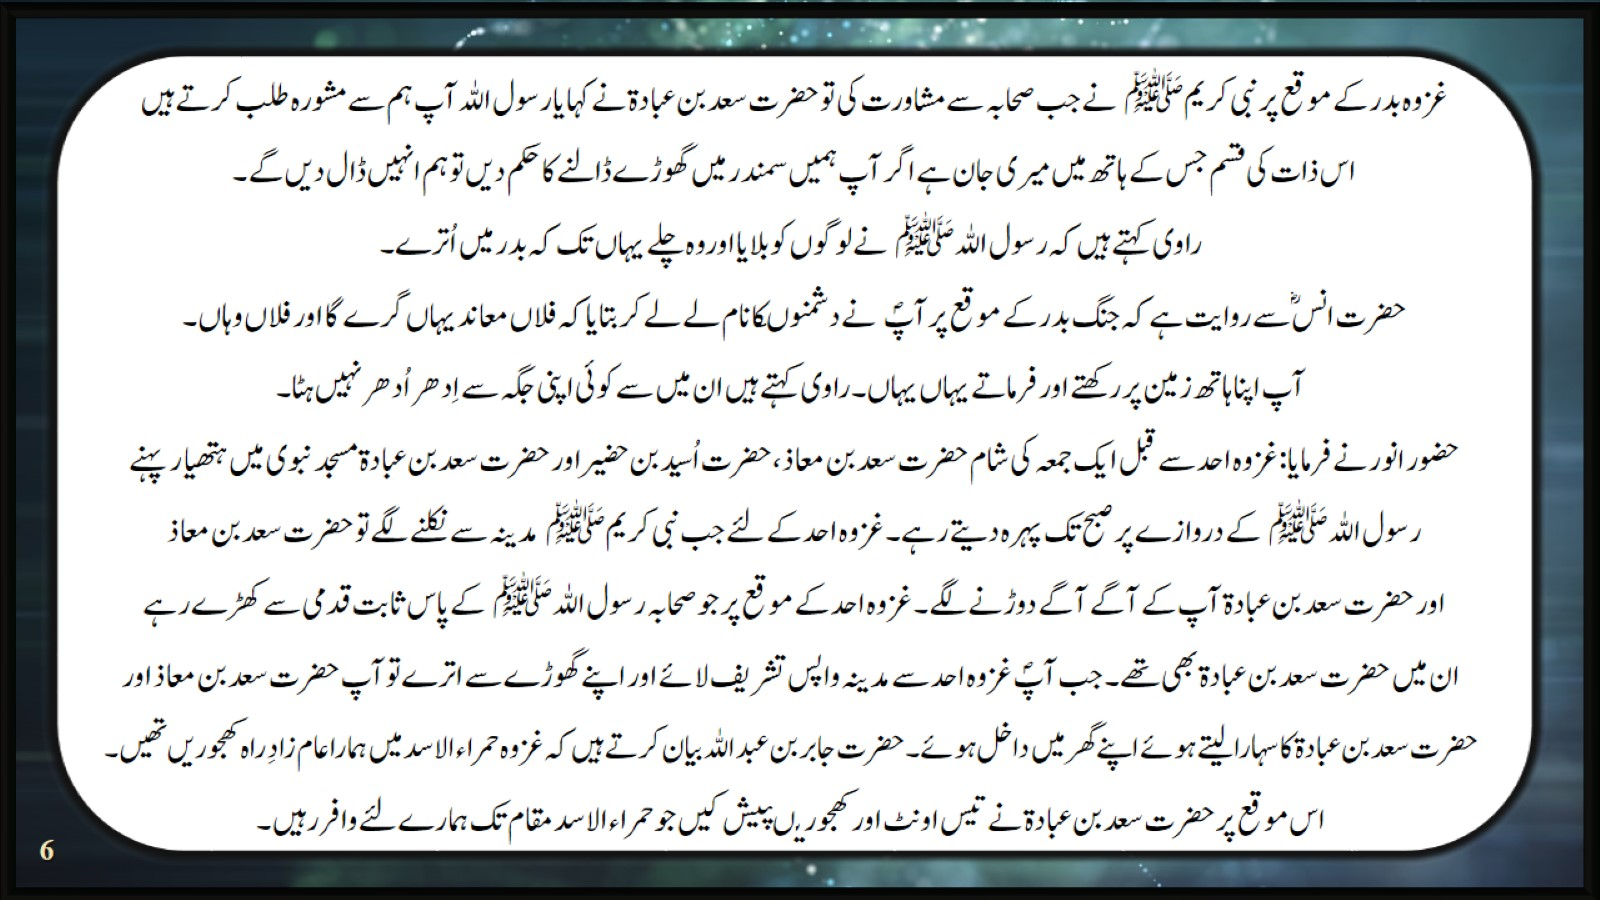 غزوہ بدر کے موقع پر نبی کریم ﷺ نے جب صحابہ سے مشاورت کی تو حضرت سعد بن عبادۃ نے کہا یا رسول اللہ آپ ہم سے مشورہ طلب کرتے ہیں
اس ذات کی قسم جس کے ہاتھ میں میری جان ہے اگر آپ ہمیں سمندر میں گھوڑے ڈالنے کا حکم دیں تو ہم انہیں ڈال دیں گے۔
راوی کہتے ہیں کہ رسول اللہ ﷺ نے لوگوں کو بلایا اور وہ چلے یہاں تک کہ بدر میں اُترے۔
حضرت انسؓ سے روایت ہے کہ جنگ بدر کے موقع پر آپؐ نے دشمنوں کا نام لے لے کر بتایا کہ فلاں معاند یہاں گرے گا اور فلاں وہاں۔
آپ اپنا ہاتھ زمین پر رکھتے اور فرماتے یہاں یہاں۔ راوی کہتے ہیں ان میں سے کوئی اپنی جگہ سے اِدھر اُدھر نہیں ہٹا۔
حضور انور نے فرمایا: غزوہ احد سے قبل ایک جمعہ کی شام حضرت سعد بن معاذ، حضرت اُسید بن حضیر اور حضرت سعد بن عبادۃ مسجد نبوی میں ہتھیار پہنے
رسول اللہ ﷺ کے دروازے پر صبح تک پہرہ دیتے رہے۔ غزوہ احد کے لئے جب نبی کریم ﷺ مدینہ سے نکلنے لگے تو حضرت سعد بن معاذ
اور حضرت سعد بن عبادۃ آپ کے آگے آگے دوڑنے لگے۔ غزوہ احد کے موقع پر جو صحابہ رسول اللہ ﷺ کے پاس ثابت قدمی سے کھڑے رہے
ان میں حضرت سعد بن عبادۃ بھی تھے۔ جب آپؐ غزوہ احد سے مدینہ واپس تشریف لائے اور اپنے گھوڑے سے اترے تو آپ حضرت سعد بن معاذ اور
حضرت سعد بن عبادۃ کا سہارا لیتے ہوئے اپنے گھر میں داخل ہوئے۔ حضرت جابر بن عبد اللہ بیان کرتے ہیں کہ غزوہ حمراء الاسد میں ہمارا عام زادِ راہ کھجوریں تھیں۔
اس موقع پر حضرت سعد بن عبادۃ نے تیس اونٹ اور کھجوریں پیش کیں جو حمراء الاسد مقام تک ہمارے لئے وافر رہیں۔
6